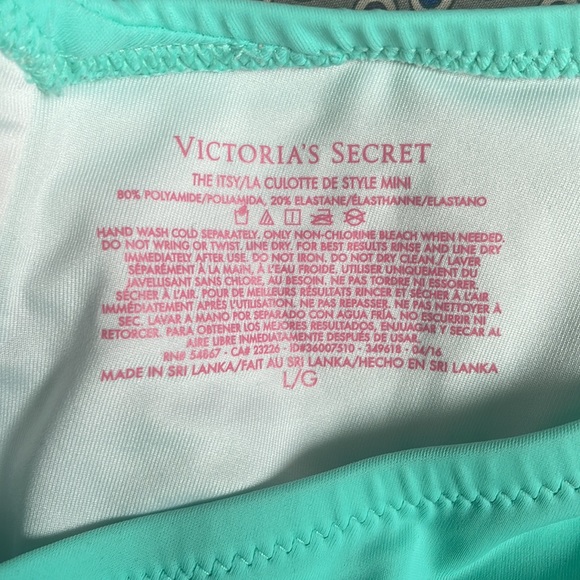 VICTORIA'S SECRET
THE ITSY/LA CULOTTE DE STYLE MINI
80% POLYAMIDE/POLIAMIDA, 20% ELASTANE/ÉLASTHANNE/ELASTANO
HAND WASH COLD SEPARATELY. ONLY NON-CHLORINE BLEACH WHEN NEEDED.
DO NOT WRING OR TWIST. LINE DRY. FOR BEST RESULTS RINSE AND LINE DRY
IMMEDIATELY AFTER USE. DO NOT IRON. DO NOT DRY CLEAN./ LAVER
SÉPARÉMENT À LA MAIN, À L'EAU FROIDE. UTILISER UNIQUEMENT DU
JAVELLISANT SANS CHLORE, AU BESOIN. NE PAS TORDRE NI ESSORER.
SÉCHER À L'AIR. POUR DE MEILLEURS RÉSULTATS RINCER ET SÉCHER À L'AIR
IMMÉDIATEMENT APRÈS L'UTILISATION. NE PAS REPASSER. NE PAS NETTOYER À
SEC. LAVAR A MANO POR SEPARADO CON AGUA FRÍA. NO ESCURRIR NI
RETORCER. PARA OBTENER LOS MEJORES RESULTADOS, ENJUAGAR Y SECAR AL
AIRE LIBRE INMEDIATAMENTE DESPUÉS DE USAR.
RN# 54867 - CA# 23226 - ID#36007510 - 349618 - 04/16
MADE IN SRI LANKA/FAIT AU SRI LANKA/HECHO EN SRI LANKA
L/G